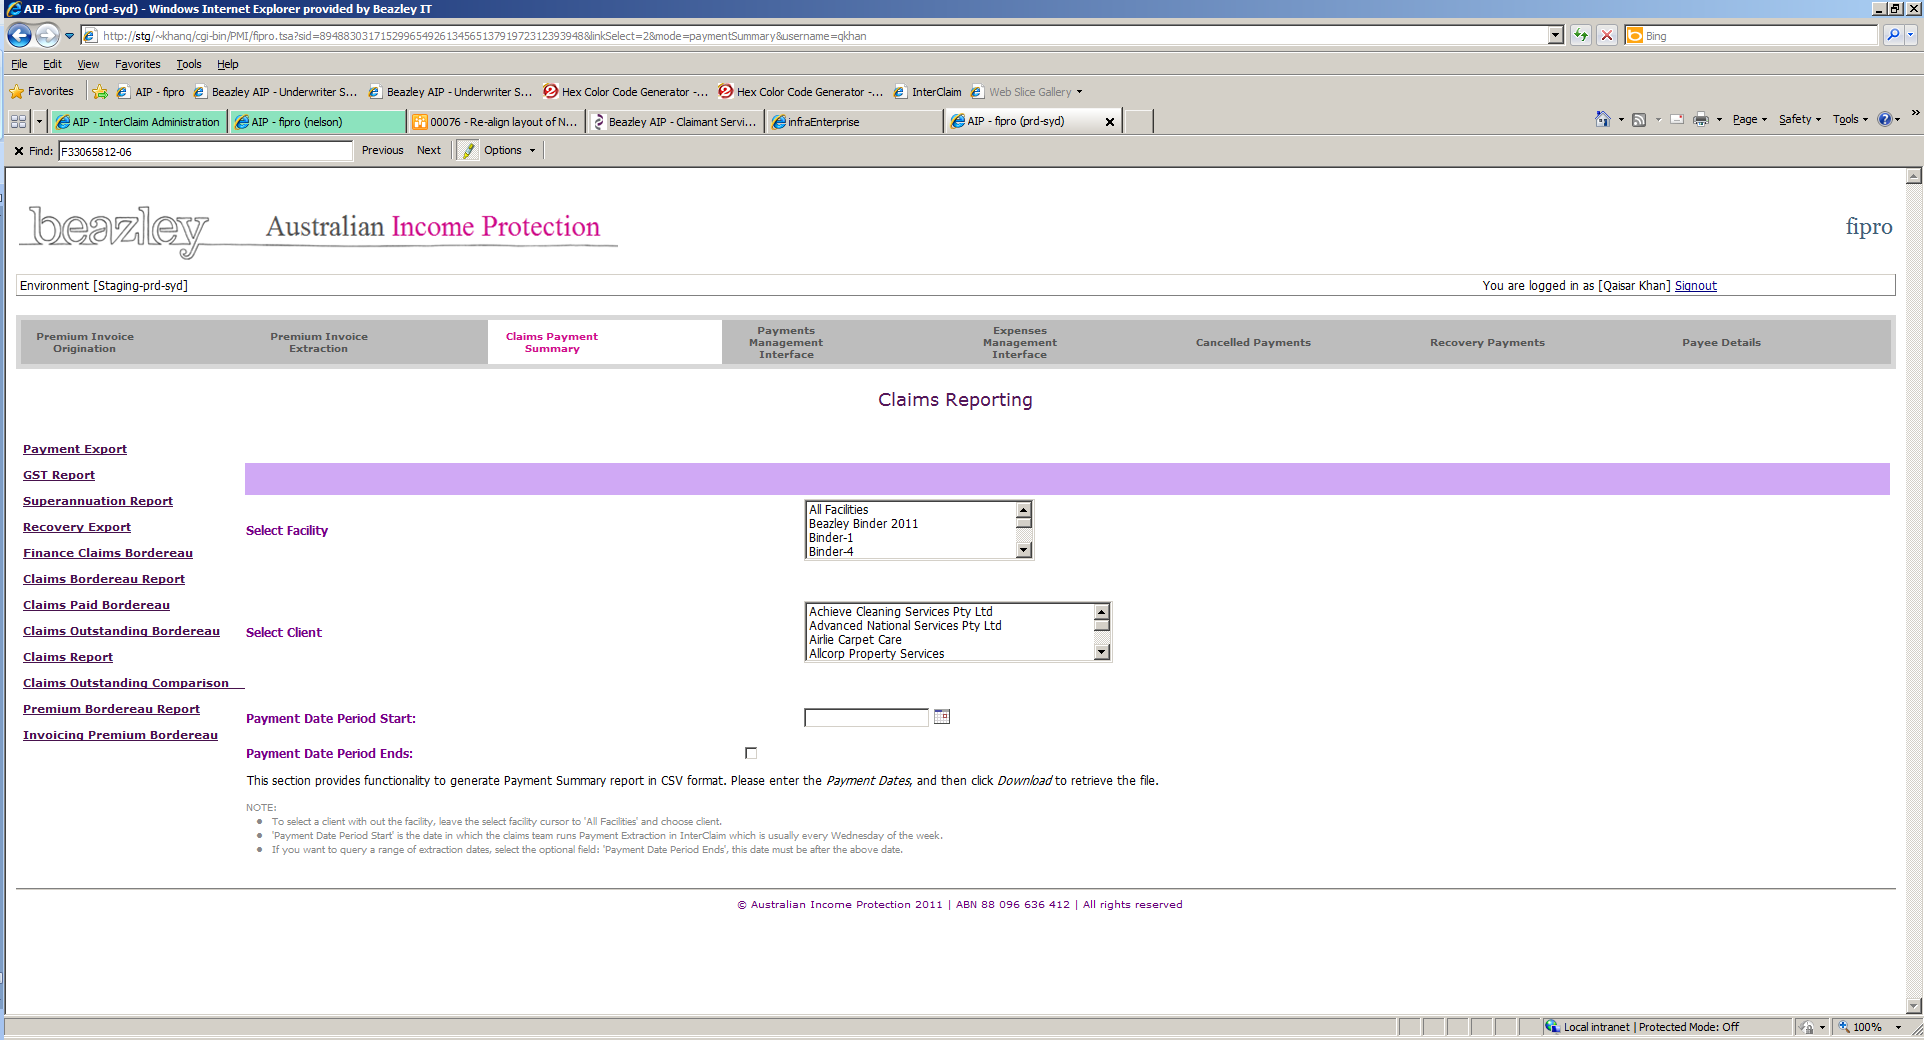 AIP - fipro (prd-syd) - Windows Internet Explorer provided by Beazley IT
http://stg/~khanq/cgi-bin/PMI/fipro.tsa?sid=89488303171529965492613456513791972312393948&linkSelect=2&mode=paymentSummary&username=qkhan
Bing
File Edit View Favorites Tools Help
Favorites AIP - fipro Beazley AIP - Underwriter S... Beazley AIP - Underwriter S... Hex Color Code Generator -... Hex Color Code Generator -... InterClaim Web Slice Gallery
AIP - InterClaim Administration AIP - fipro (nelson) 00076 - Re-align layout of N... Beazley AIP - Claimant Servi... infraEnterprise AIP - fipro (prd-syd) Page Safety Tools
Find: F33065812-06 Previous Next Options
beazley Australian Income Protection fipro
Environment [Staging-prd-syd] You are logged in as [Qaisar Khan] Signout
Premium Invoice Origination
Premium Invoice Extraction
Claims Payment Summary
Payments Management Interface
Expenses Management Interface
Cancelled Payments
Recovery Payments
Payee Details
Claims Reporting
Payment Export
GST Report
Superannuation Report
Recovery Export
Finance Claims Bordereau
Claims Bordereau Report
Claims Paid Bordereau
Claims Outstanding Bordereau
Claims Report
Claims Outstanding Comparison
Premium Bordereau Report
Invoicing Premium Bordereau
Select Facility
All Facilities
Beazley Binder 2011
Binder-1
Binder-4
Select Client
Achieve Cleaning Services Pty Ltd
Advanced National Services Pty Ltd
Airlie Carpet Care
Allcorp Property Services
Payment Date Period Start:
Payment Date Period Ends:
This section provides functionality to generate Payment Summary report in CSV format. Please enter the Payment Dates, and then click Download to retrieve the file.
NOTE:
To select a client with out the facility, leave the select facility cursor to 'All Facilities' and choose client.
'Payment Date Period Start' is the date in which the claims team runs Payment Extraction in InterClaim which is usually every Wednesday of the week.
If you want to query a range of extraction dates, select the optional field: 'Payment Date Period Ends', this date must be after the above date.
© Australian Income Protection 2011 | ABN 88 096 636 412 | All rights reserved
Local intranet | Protected Mode: Off 100%